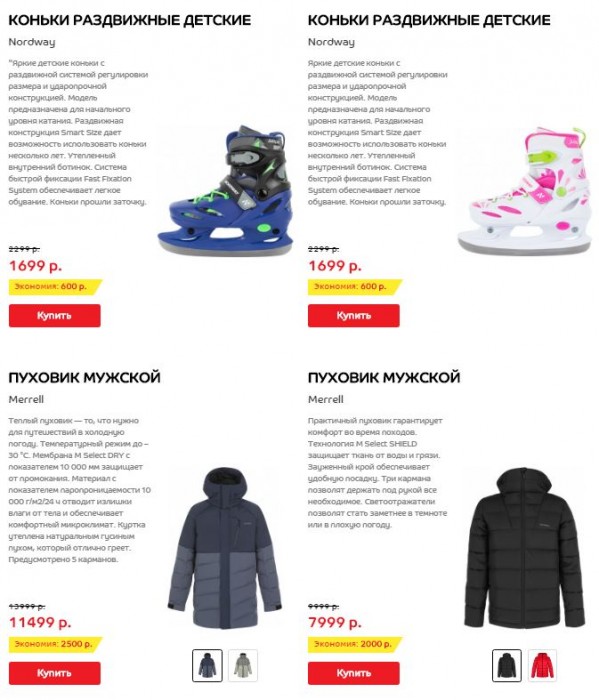 КОНЬКИ РАЗДВИЖНЫЕ ДЕТСКИЕ
Nordway
"Яркие детские коньки с
раздвижной системой регулировки
размера и ударопрочной
конструкцией. Модель
предназначена для начального
уровня катания. Раздвижная
конструкция Smart Size дает
возможность использовать коньки
несколько лет. Утепленный
внутренний ботинок. Система
быстрой фиксации Fast Fixation
System обеспечивает легкое
обувание. Коньки прошли заточку.
2299 р.
1699 р.
Экономия: 600 р.
Купить
КОНЬКИ РАЗДВИЖНЫЕ ДЕТСКИЕ
Nordway
Яркие детские коньки с
раздвижной системой регулировки
размера и ударопрочной
конструкцией. Модель
предназначена для начального
уровня катания. Раздвижная
конструкция Smart Size дает
возможность использовать коньки
несколько лет. Утепленный
внутренний ботинок. Система
быстрой фиксации Fast Fixation
System обеспечивает легкое
обувание. Коньки прошли заточку.
2299 р.
1699 р.
Экономия: 600 р.
Купить
ПУХОВИК МУЖСКОЙ
Merrell
Теплый пуховик — то, что нужно
для путешествий в холодную
погоду. Температурный режим до –
30 °C. Мембрана M Select DRY с
показателем 10 000 мм защищает
от промокания. Материал с
показателем паропроницаемости 10
000 г/м2/24 ч отводит излишки
влаги от тела и обеспечивает
комфортный микроклимат. Куртка
утеплена натуральным гусиным
пухом, который отлично греет.
Предусмотрено 5 карманов.
13999 р.
11499 р.
Экономия: 2500 р.
Купить
ПУХОВИК МУЖСКОЙ
Merrell
Практичный пуховик гарантирует
комфорт во время походов.
Технология M Select SHIELD
защищает ткань от воды и грязи.
Зауженный крой обеспечивает
удобную посадку. Три кармана
позволят держать под рукой все
необходимое. Светоотражатели
позволят стать заметнее в темноте
или в плохую погоду.
9999 р.
7999 р.
Экономия: 2000 р.
Купить